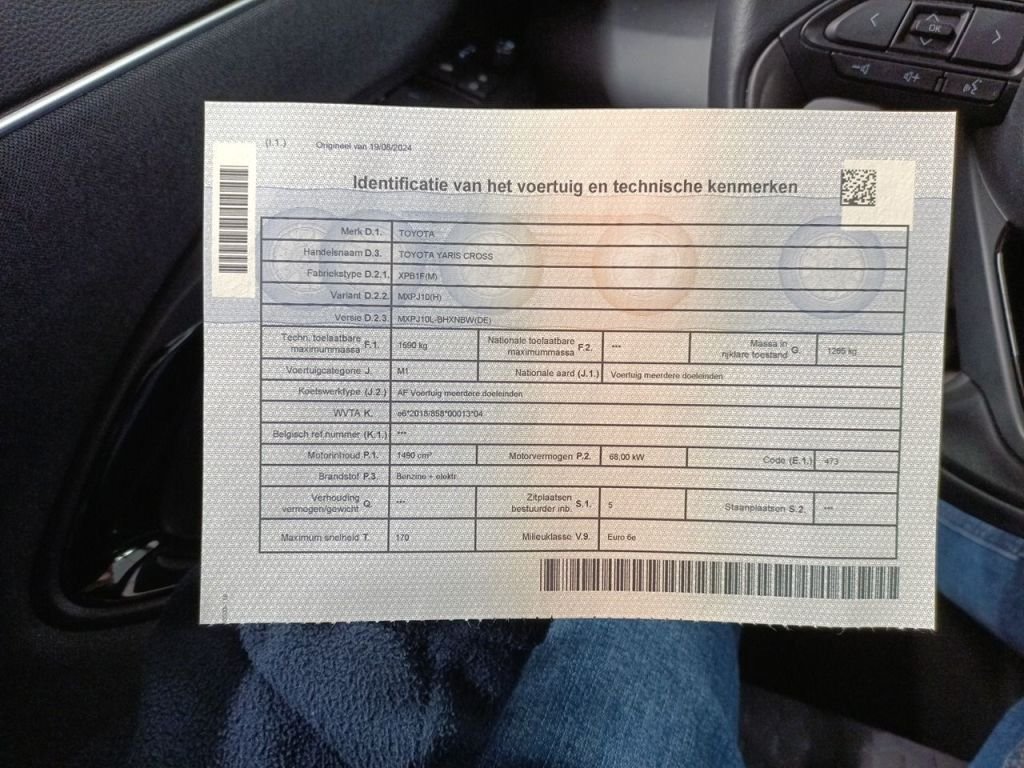 OK
(I.1.) Origineel van 19/08/2024
Identificatie van het voertuig en technische kenmerken
Merk D.1. TOYOTA
Handelsnaam D.3. TOYOTA YARIS CROSS
Fabriekstype D.2.1. XPB1F(M)
Variant D.2.2. MXPJ10(H)
Versie D.2.3. MXPJ10L-BHXNBW(DE)
Techn. toelaatbare maximummassa F.1. 1690 kg Nationale toelaatbare maximummassa F.2. --- Massa in rijklare toestand G. 1265 kg
Voertuigcategorie J. M1 Nationale aard (J.1.) Voertuig meerdere doeleinden
Koetswerktype (J.2.) AF Voertuig meerdere doeleinden
WVTA K. e6*2018/858*00013*04
Belgisch ref.nummer (K.1.) ---
Motorinhoud P.1. 1490 cm³ Motorvermogen P.2. 68,00 kW Code (E.1.) 473
Brandstof P.3. Benzine + elektr.
Verhouding vermogen/gewicht Q. --- Zitplaatsen bestuurder inb. S.1. 5 Staanplaatsen S.2. ---
Maximum snelheid T. 170 Milieuklasse V.9. Euro 6e